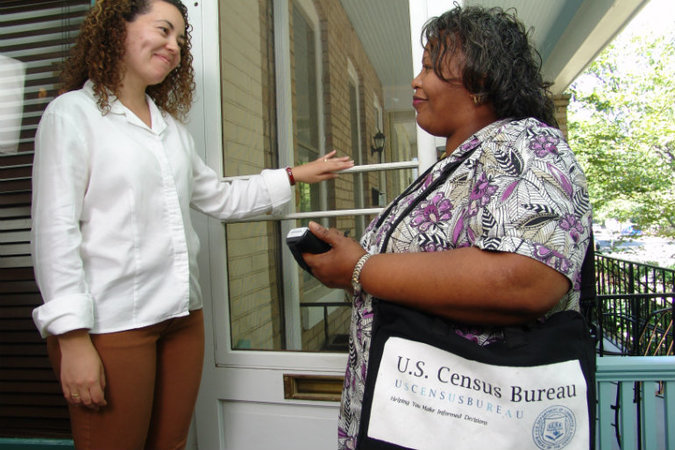 U.S. Census Bureau
USCENSUSBUREAU
Helping You Make Informed Decisions